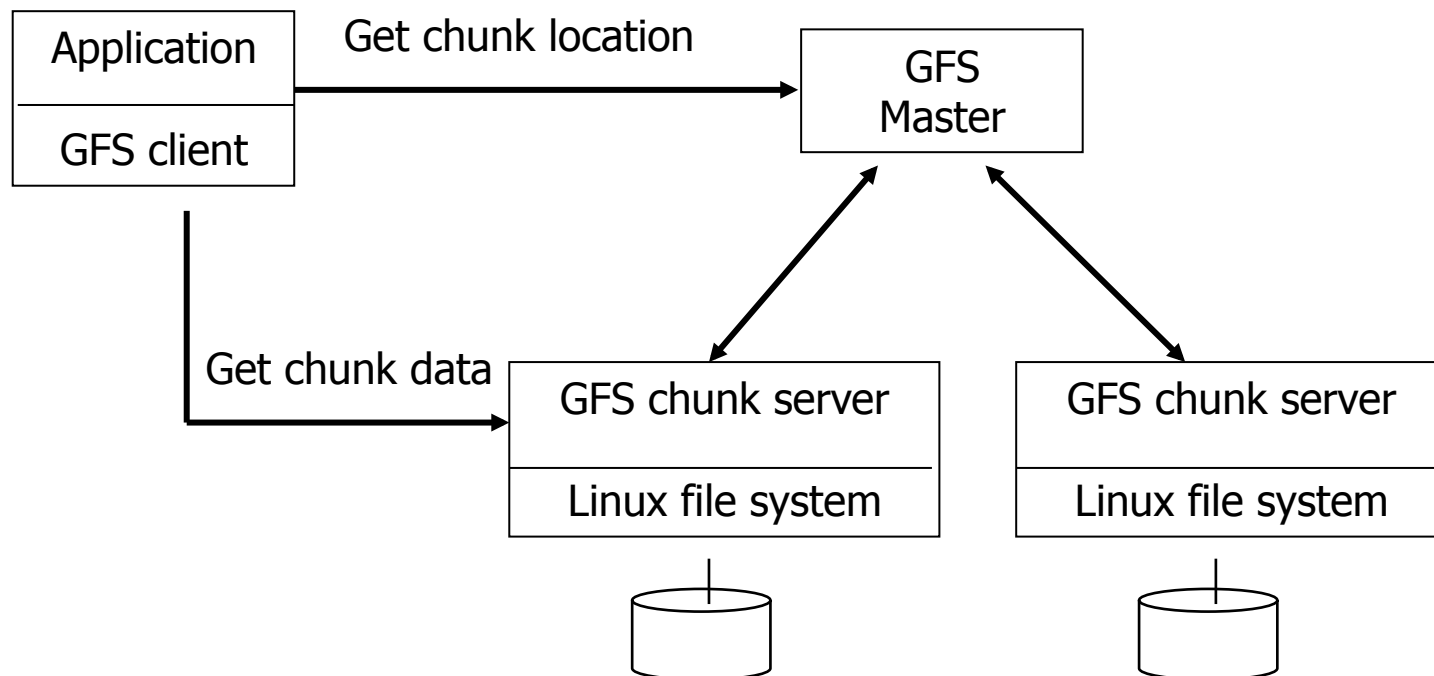 Application
GFS client
Get chunk location
GFS
Master
Get chunk data
GFS chunk server
Linux file system
GFS chunk server
Linux file system